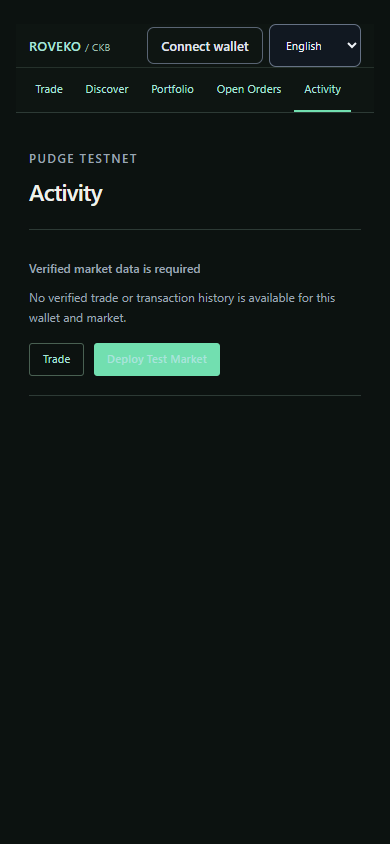 ROVEKO / CKB
Connect wallet
English
Trade
Discover
Portfolio
Open Orders
Activity
PUDGE TESTNET
Activity
Verified market data is required
No verified trade or transaction history is available for this
wallet and market.
Trade
Deploy Test Market